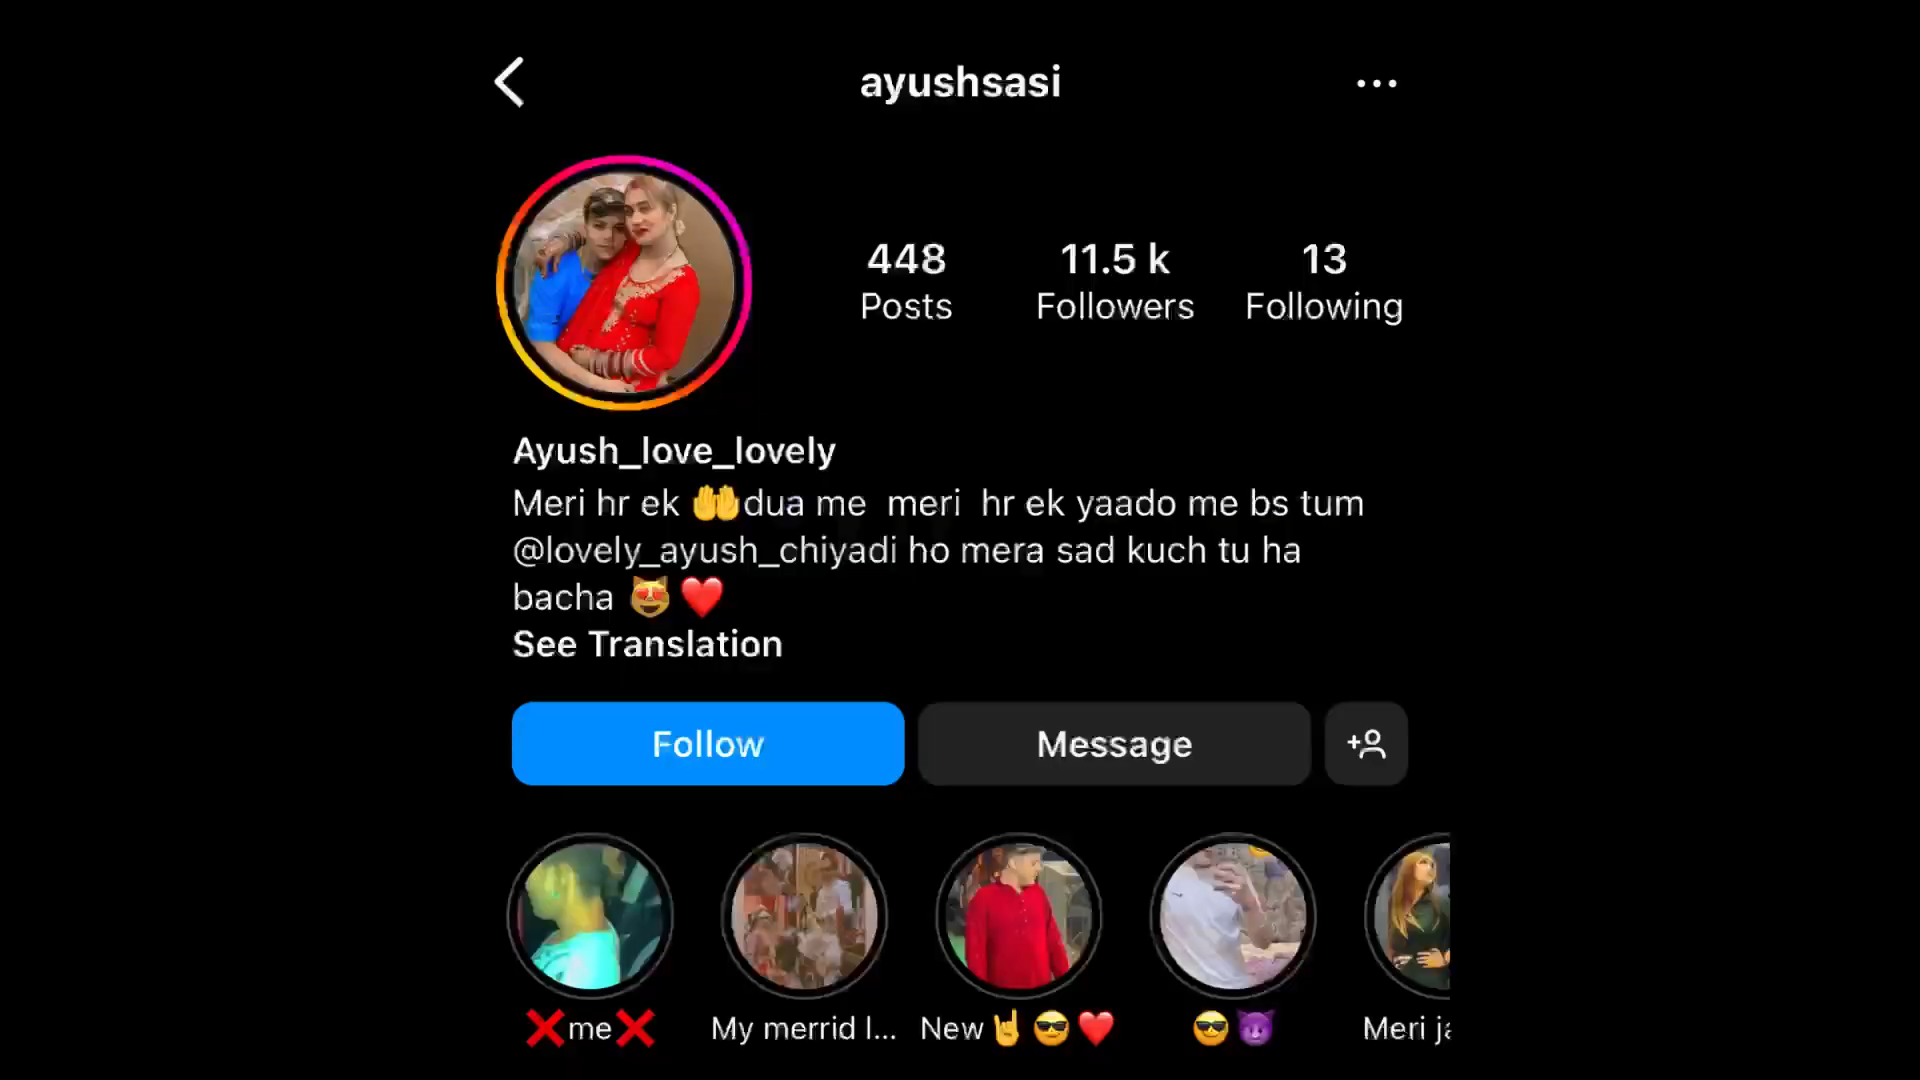 ayushsasi
448
Posts
11.5 k
Followers
13
Following
Ayush_love_lovely
Meri hr ek 🤲dua me  meri  hr ek yaado me bs tum
@lovely_ayush_chiyadi ho mera sad kuch tu ha
bacha 😻 ❤️
See Translation
Follow
Message
❌me❌
My merrid l...
New🤘😎❤️
😎😈
Meri